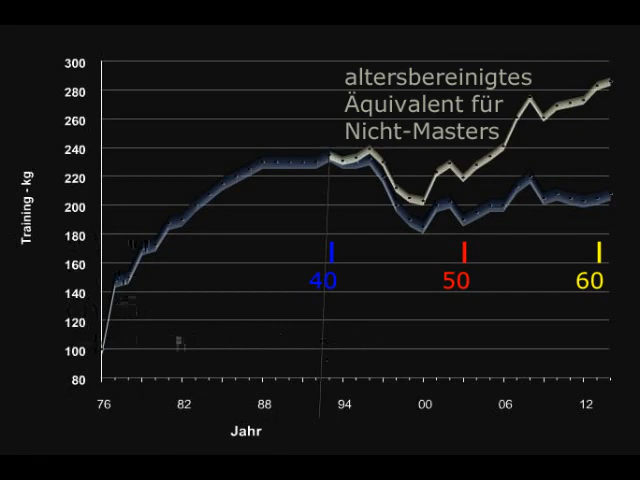 altersbereinigtes
Äquivalent für
Nicht-Masters
300
280
260
240
220
200
180
160
140
120
100
80
Training - kg
40
50
60
76 82 88 94 00 06 12
Jahr